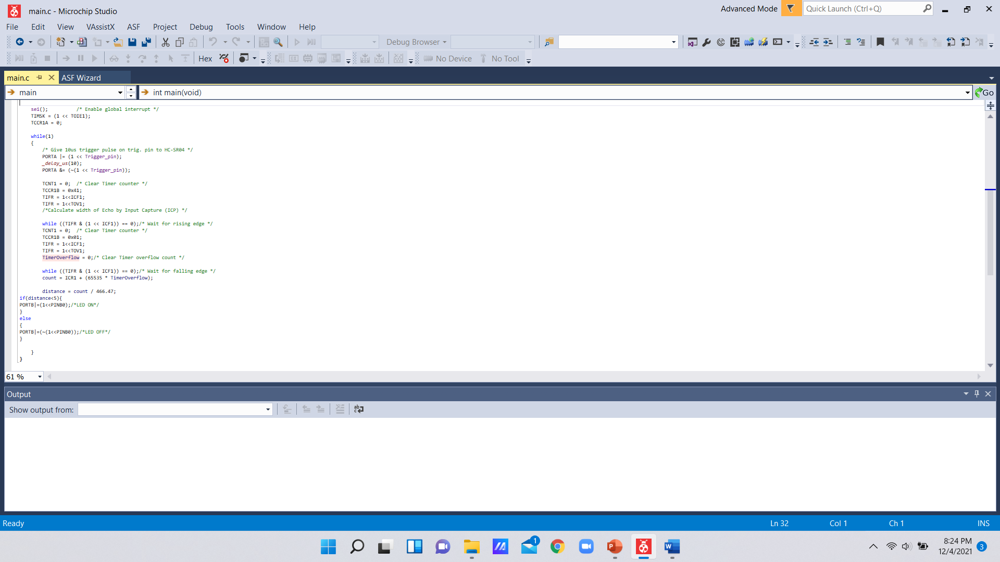 main.c - Microchip Studio
Advanced Mode
Quick Launch (Ctrl+Q)
File Edit View VAssistX ASF Project Debug Tools Window Help
Debug Browser
Hex
No Device
No Tool
main.c
ASF Wizard
main
int main(void)
Go
sei(); /* Enable global interrupt */
TIMSK = (1 << TOIE1);
TCCR1A = 0;
while(1)
{
/* Give 10us trigger pulse on trig. pin to HC-SR04 */
PORTA |= (1 << Trigger_pin);
_delay_us(10);
PORTA &= (~(1 << Trigger_pin));
TCNT1 = 0; /* Clear Timer counter */
TCCR1B = 0x41;
TIFR = 1<<ICF1;
TIFR = 1<<TOV1;
/*Calculate width of Echo by Input Capture (ICP) */
while ((TIFR & (1 << ICF1)) == 0);/* Wait for rising edge */
TCNT1 = 0; /* Clear Timer counter */
TCCR1B = 0x01;
TIFR = 1<<ICF1;
TIFR = 1<<TOV1;
TimerOverflow = 0;/* Clear Timer overflow count */
while ((TIFR & (1 << ICF1)) == 0);/* Wait for falling edge */
count = ICR1 + (65535 * TimerOverflow);
distance = count / 466.47;
if(distance<5){
PORTB|=(1<<PINB0);/*LED ON*/
}
else
{
PORTB|=(~(1<<PINB0));/*LED OFF*/
}
}
}
61 %
Output
Show output from:
Ready
Ln 32
Col 1
Ch 1
INS
1
8:24 PM
12/4/2021
3